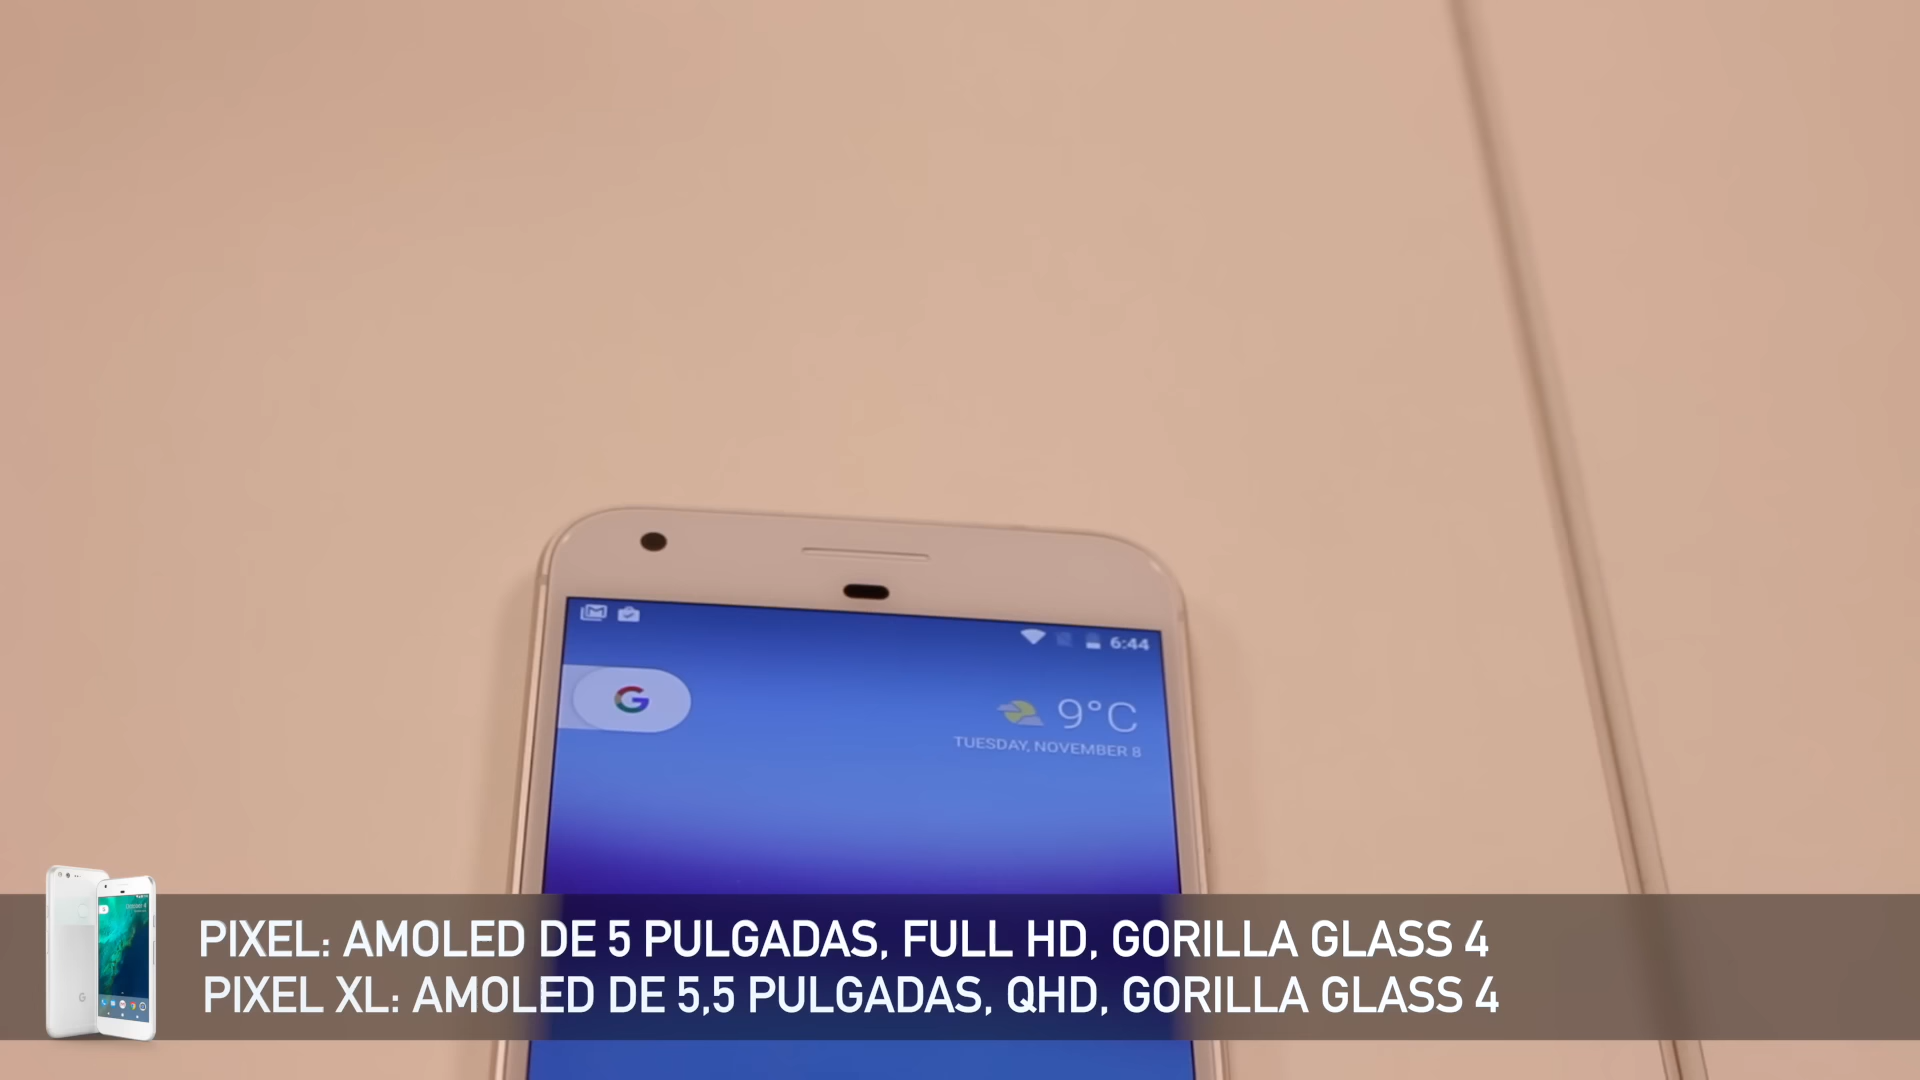 6:44
G
9°C
TUESDAY, NOVEMBER 8
PIXEL: AMOLED DE 5 PULGADAS, FULL HD, GORILLA GLASS 4
PIXEL XL: AMOLED DE 5,5 PULGADAS, QHD, GORILLA GLASS 4